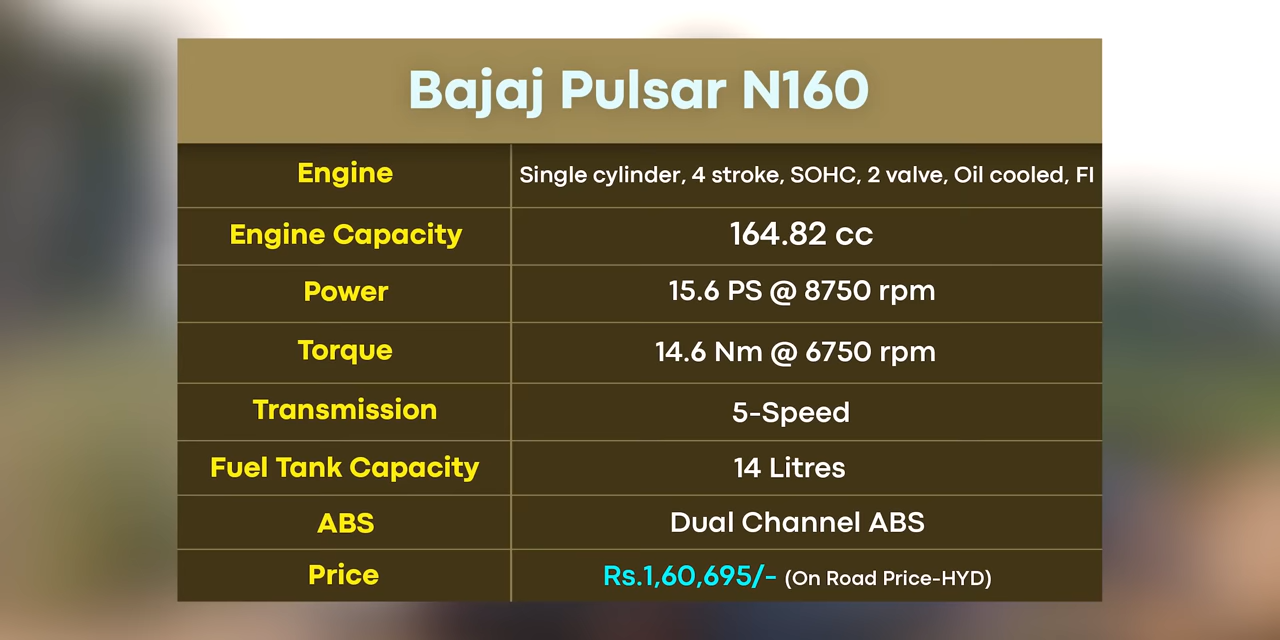 Bajaj Pulsar N160
Engine Single cylinder, 4 stroke, SOHC, 2 valve, Oil cooled, FI
Engine Capacity 164.82 cc
Power 15.6 PS @ 8750 rpm
Torque 14.6 Nm @ 6750 rpm
Transmission 5-Speed
Fuel Tank Capacity 14 Litres
ABS Dual Channel ABS
Price Rs.1,60,695/- (On Road Price-HYD)